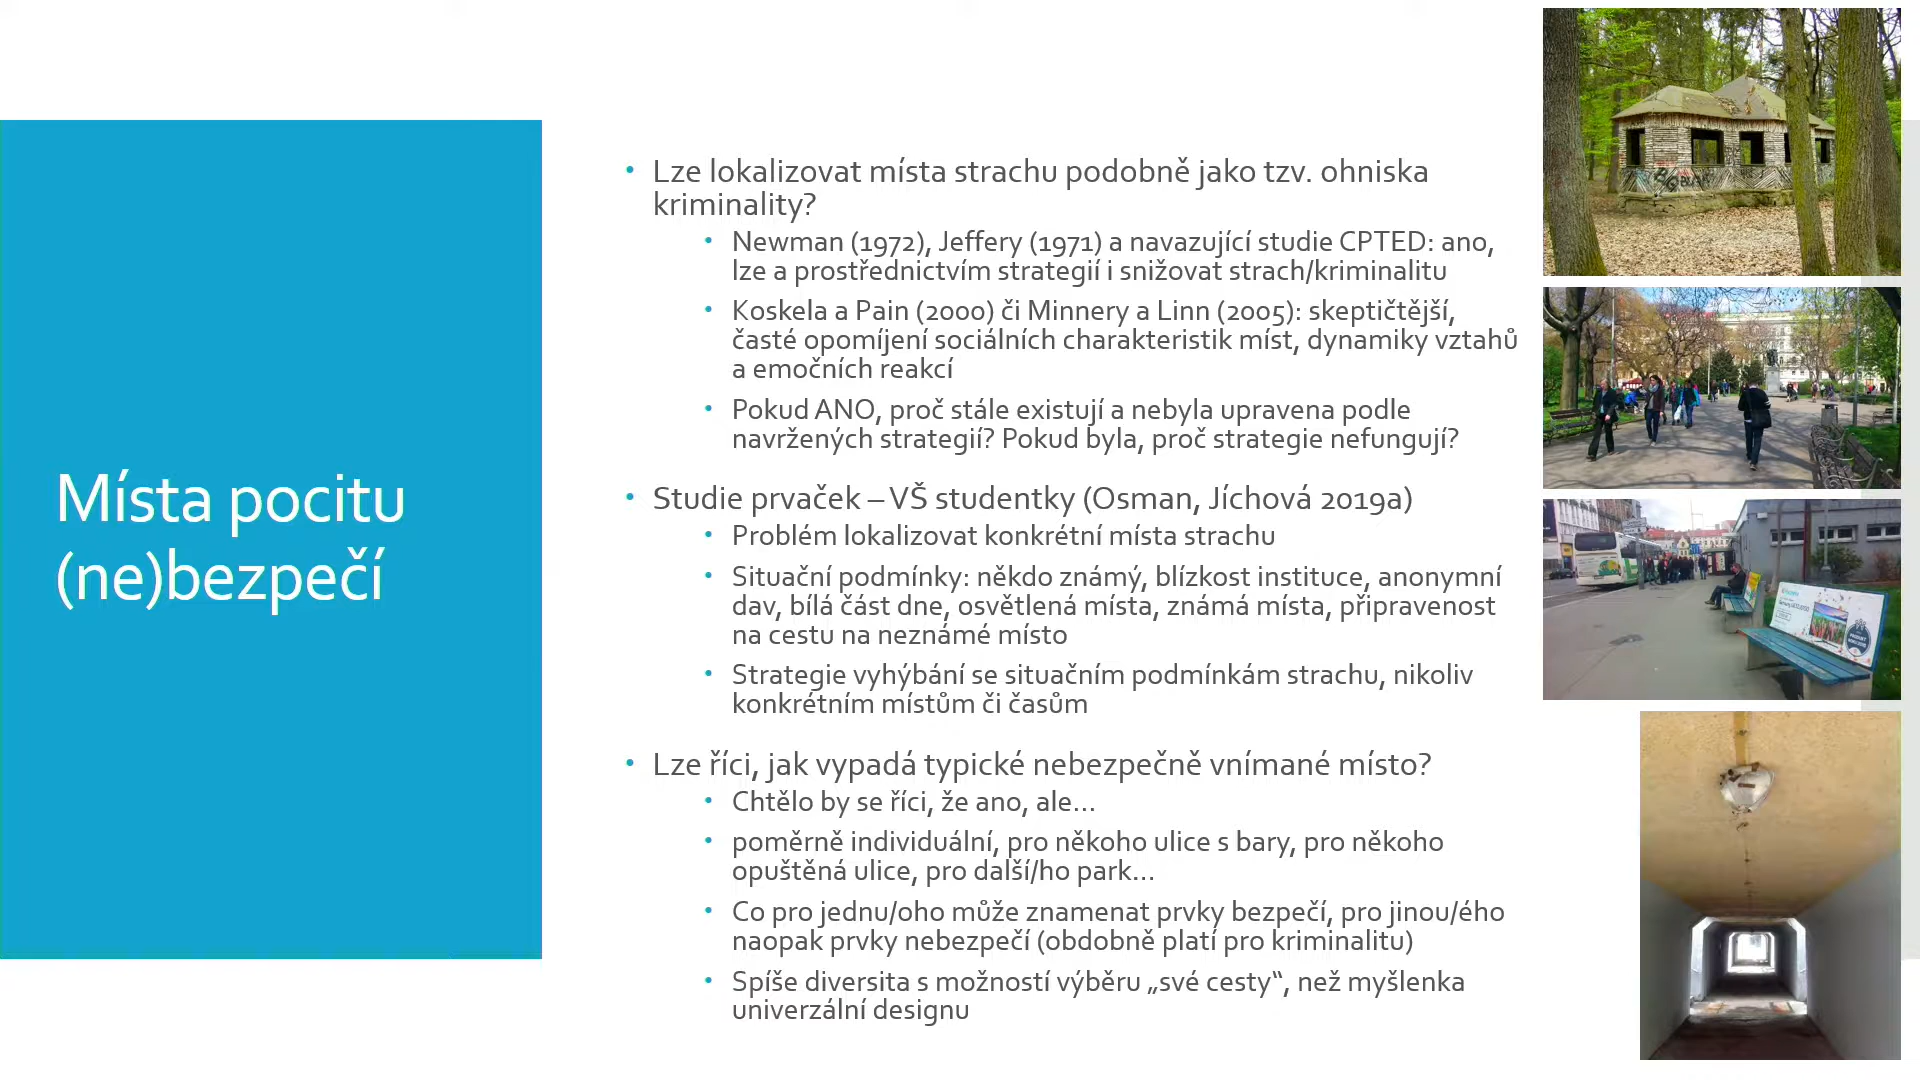 Místa pocitu
(ne)bezpečí
• Lze lokalizovat místa strachu podobně jako tzv. ohniska
kriminality?
• Newman (1972), Jeffery (1971) a navazující studie CPTED: ano,
lze a prostřednictvím strategií i snižovat strach/kriminalitu
• Koskela a Pain (2000) či Minnery a Linn (2005): skeptičtější,
časté opomíjení sociálních charakteristik míst, dynamiky vztahů
a emočních reakcí
• Pokud ANO, proč stále existují a nebyla upravena podle
navržených strategií? Pokud byla, proč strategie nefungují?
• Studie prvaček – VŠ studentky (Osman, Jíchová 2019a)
• Problém lokalizovat konkrétní místa strachu
• Situační podmínky: někdo známý, blízkost instituce, anonymní
dav, bílá část dne, osvětlená místa, známá místa, připravenost
na cestu na neznámé místo
• Strategie vyhýbání se situačním podmínkám strachu, nikoliv
konkrétním místům či časům
• Lze říci, jak vypadá typické nebezpečně vnímané místo?
• Chtělo by se říci, že ano, ale...
• poměrně individuální, pro někoho ulice s bary, pro někoho
opuštěná ulice, pro další/ho park...
• Co pro jednu/oho může znamenat prvky bezpečí, pro jinou/ého
naopak prvky nebezpečí (obdobně platí pro kriminalitu)
• Spíše diversita s možností výběru „své cesty“, než myšlenka
univerzální designu